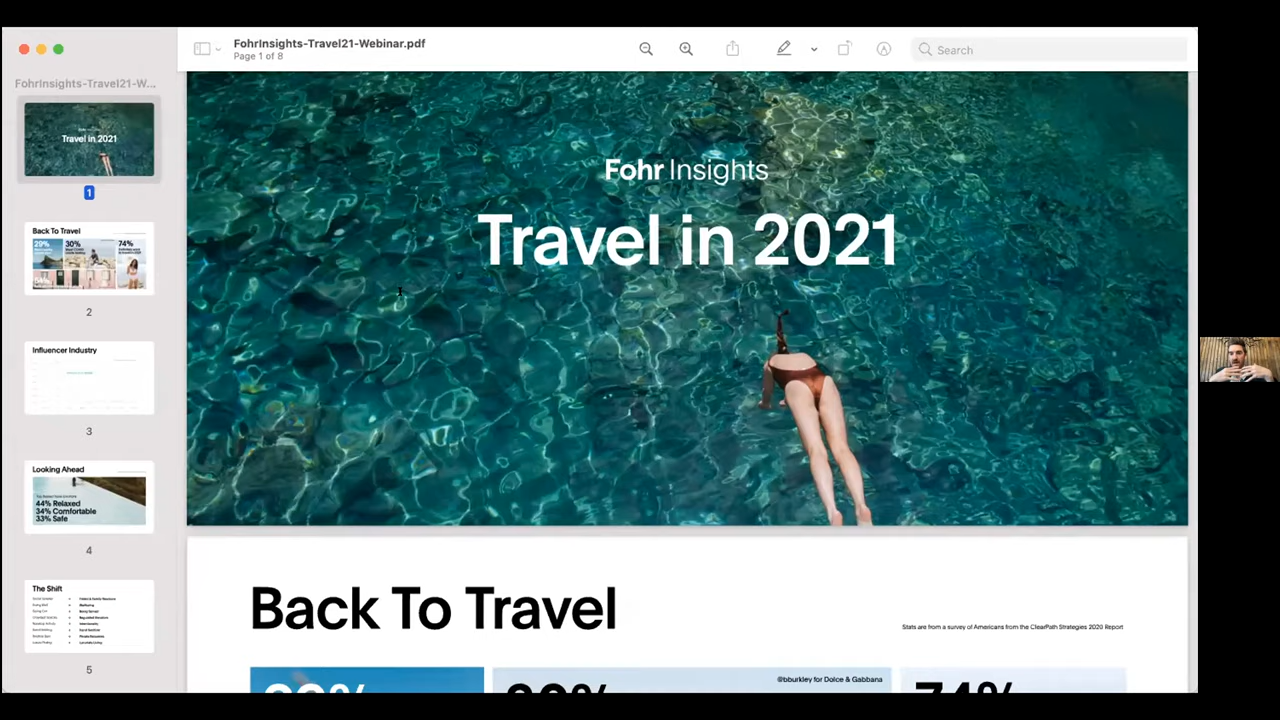 FohrInsights-Travel21-Webinar.pdf
Page 1 of 8
Search
FohrInsights-Travel21-W...
Travel in 2021
1
Back To Travel
29%
30%
74%
2
Influencer Industry
3
Looking Ahead
44% Relaxed
34% Comfortable
33% Safe
4
The Shift
5
Fohr Insights
Travel in 2021
Back To Travel
Stats are from a survey of Americans from the ClearPath Strategies 2020 Report
@bburkley for Dolce & Gabbana
74%